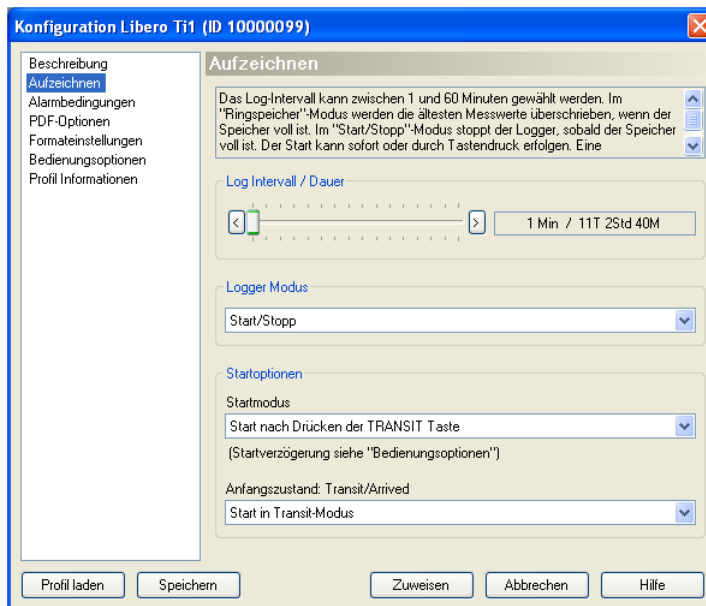 Konfiguration Libero Ti1 (ID 10000099)
Beschreibung
Aufzeichnen
Alarmbedingungen
PDF-Optionen
Formateinstellungen
Bedienungsoptionen
Profil Informationen
Aufzeichnen
Das Log-Intervall kann zwischen 1 und 60 Minuten gewählt werden. Im
"Ringspeicher"-Modus werden die ältesten Messwerte überschrieben, wenn der
Speicher voll ist. Im "Start/Stopp"-Modus stoppt der Logger, sobald der Speicher
voll ist. Der Start kann sofort oder durch Tastendruck erfolgen. Eine
Log Intervall / Dauer
< > 1 Min / 11T 2Std 40M
Logger Modus
Start/Stopp
Startoptionen
Startmodus
Start nach Drücken der TRANSIT Taste
(Startverzögerung siehe "Bedienungsoptionen")
Anfangszustand: Transit/Arrived
Start in Transit-Modus
Profil laden Speichern Zuweisen Abbrechen Hilfe